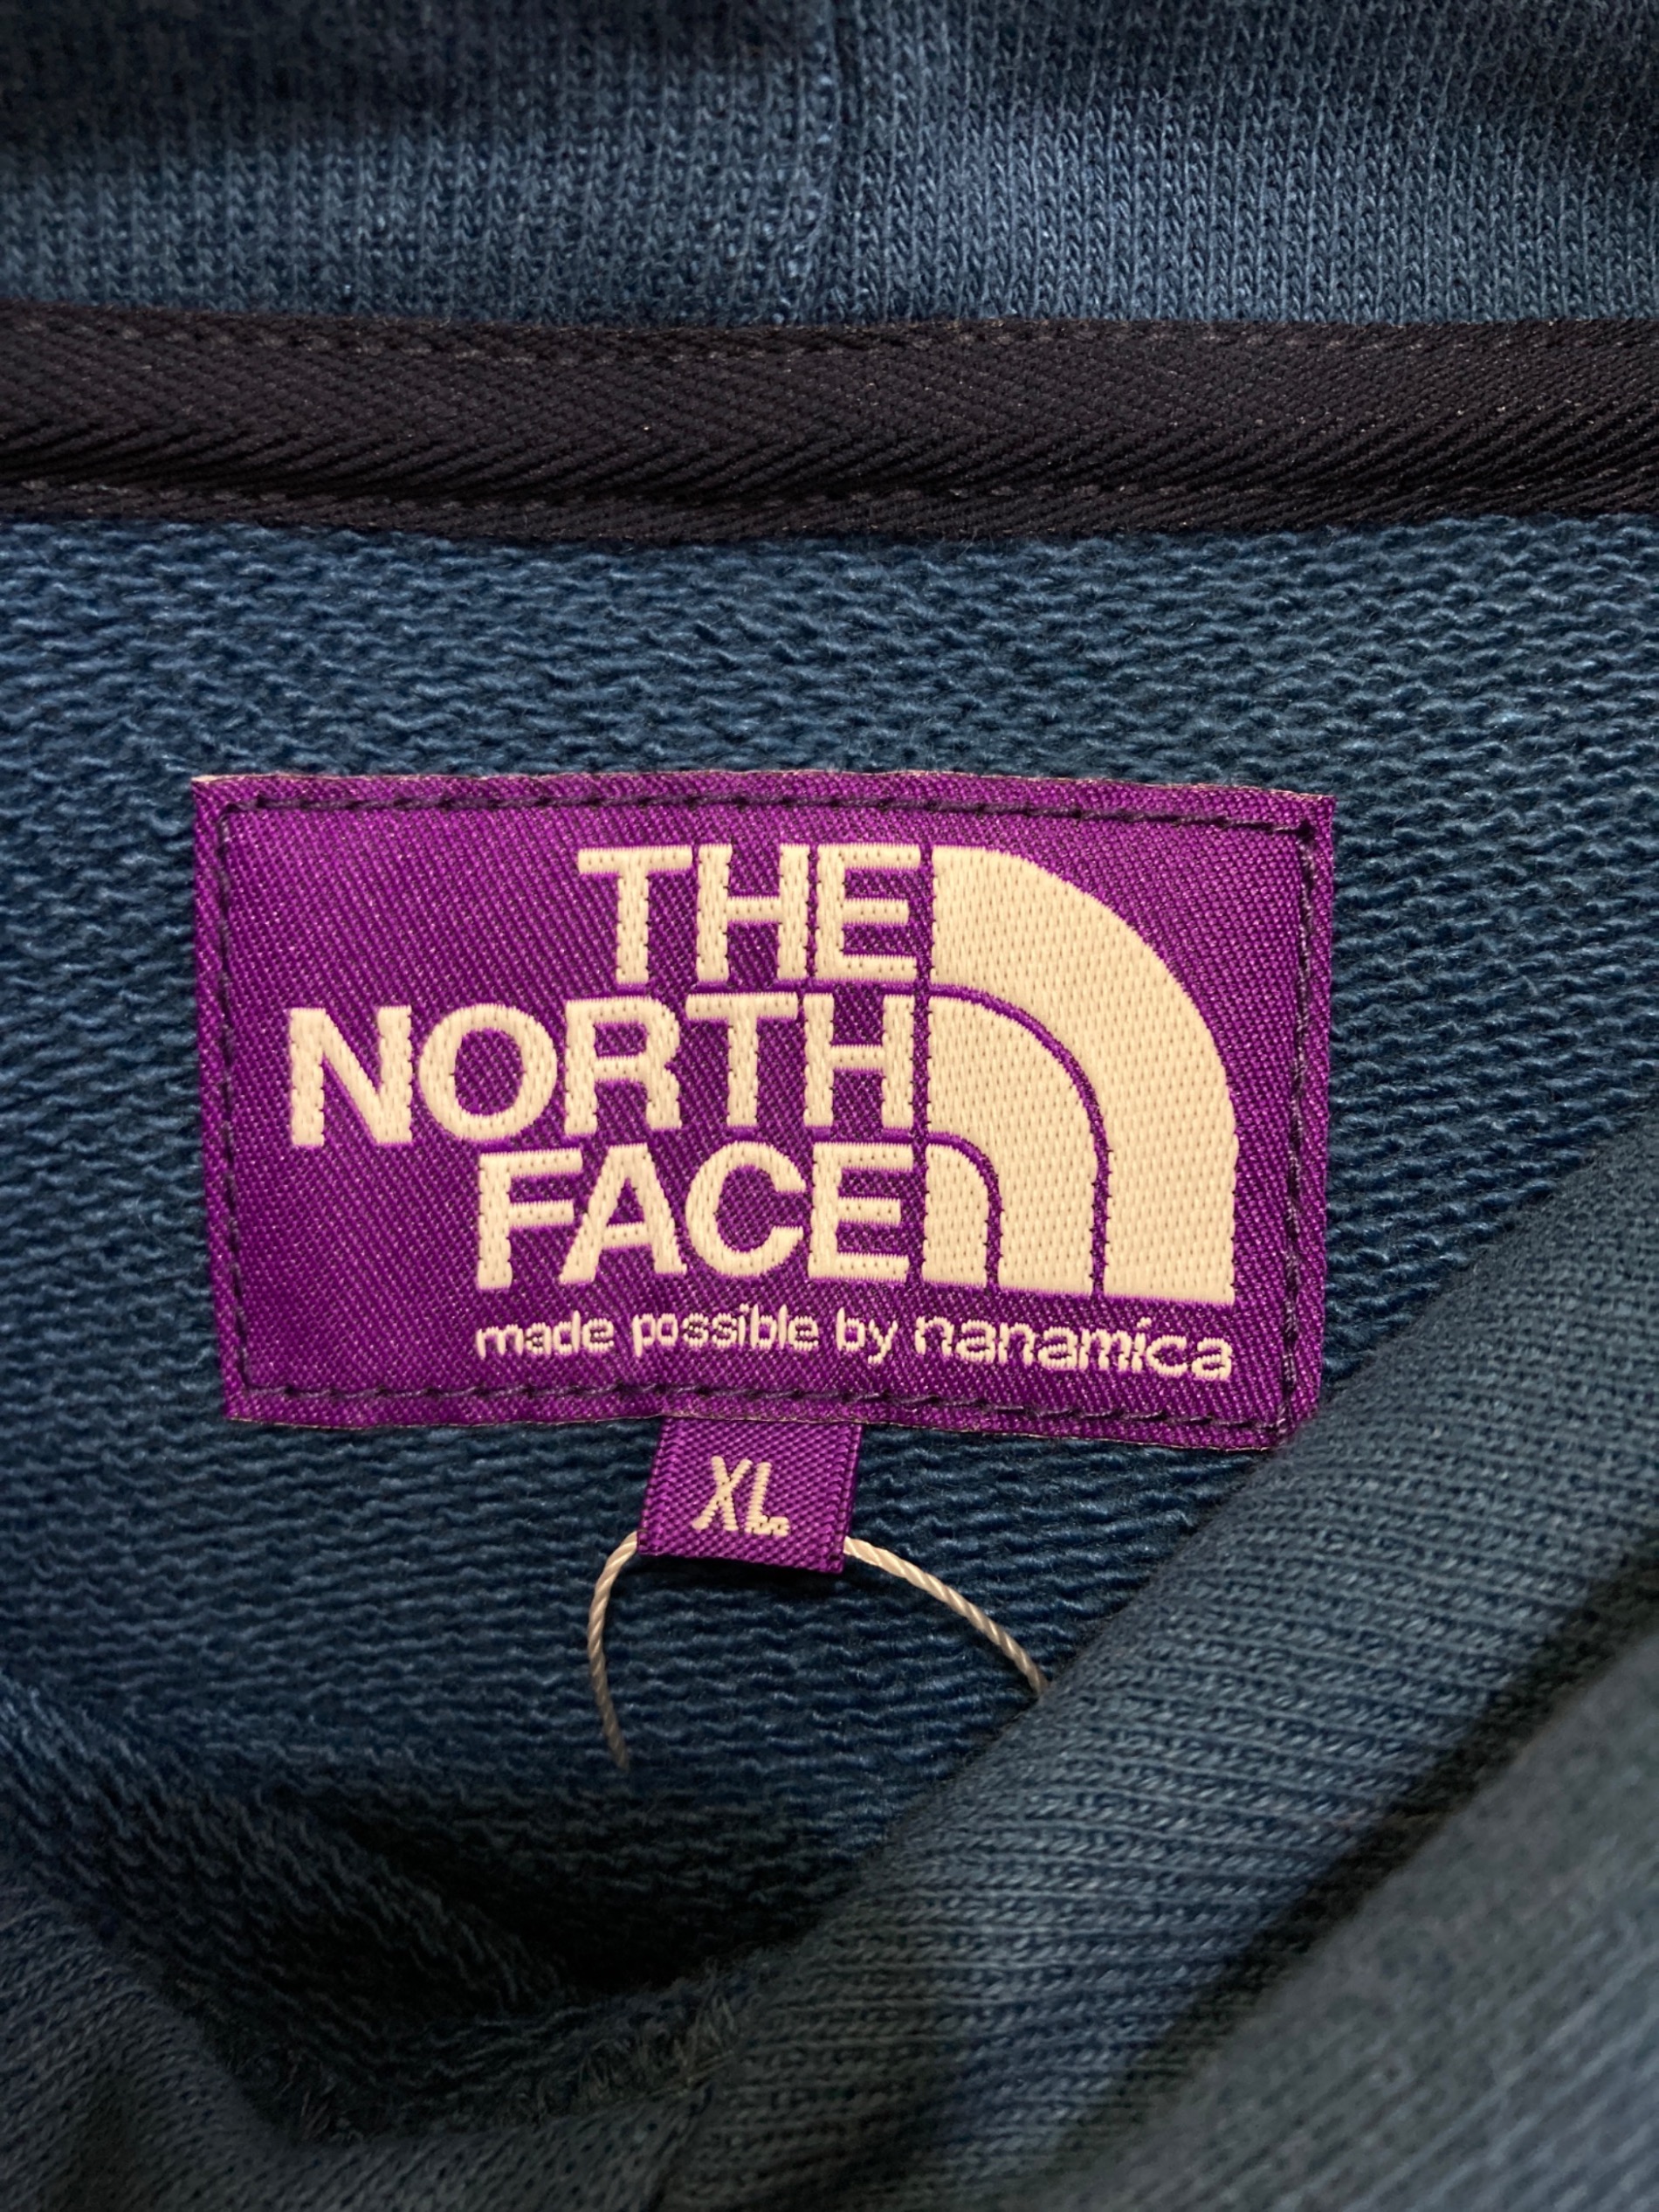 THE
NORTH
FACE
made possible by nanamica
XL